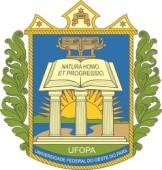 NATURA HOMO
ET PROGRESSIO
UFOPA
UNIVERSIDADE FEDERAL DO OESTE DO PARÁ